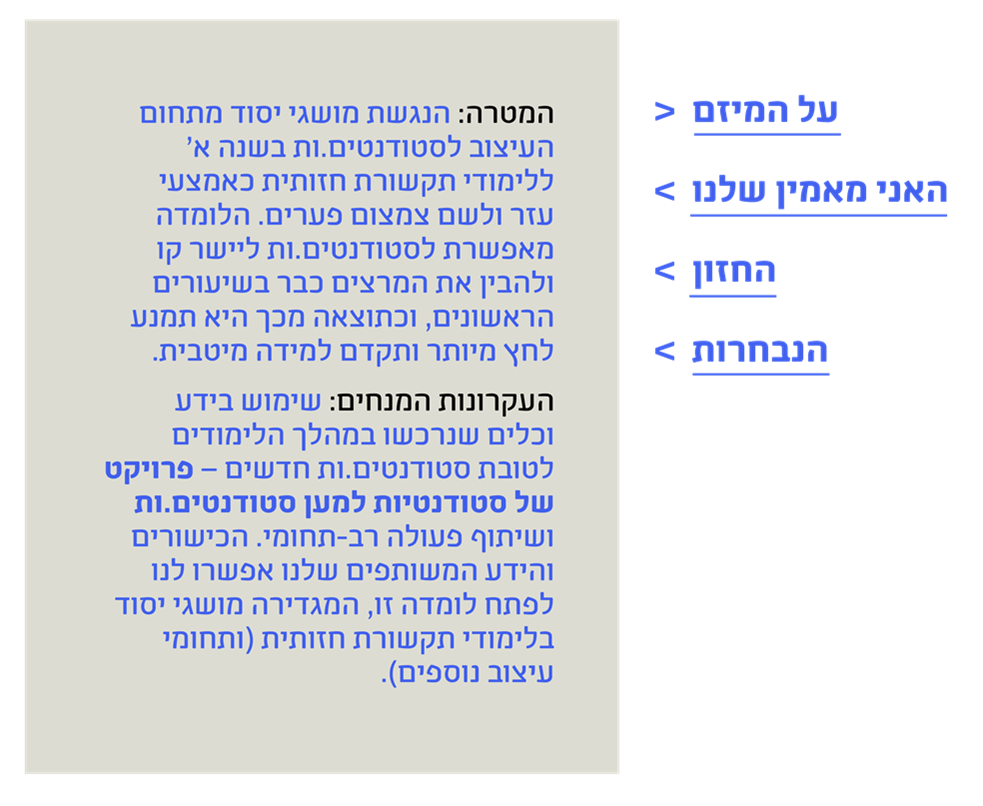 על המיזם >
האני מאמין שלנו >
החזון >
הנבחרות >
המטרה: הנגשת מושגי יסוד מתחום
העיצוב לסטודנטים.ות בשנה א'
ללימודי תקשורת חזותית כאמצעי
עזר ולשם צמצום פערים. הלומדה
מאפשרת לסטודנטים.ות ליישר קו
ולהבין את המרצים כבר בשיעורים
הראשונים, וכתוצאה מכך היא תמנע
לחץ מיותר ותקדם למידה מיטבית.
העקרונות המנחים: שימוש בידע
וכלים שנרכשו במהלך הלימודים
לטובת סטודנטים.ות חדשים – פרויקט
של סטודנטיות למען סטודנטים.ות
ושיתוף פעולה רב-תחומי. הכישורים
והידע המשותפים שלנו אפשרו לנו
לפתח לומדה זו, המגדירה מושגי יסוד
בלימודי תקשורת חזותית (ותחומי
עיצוב נוספים).